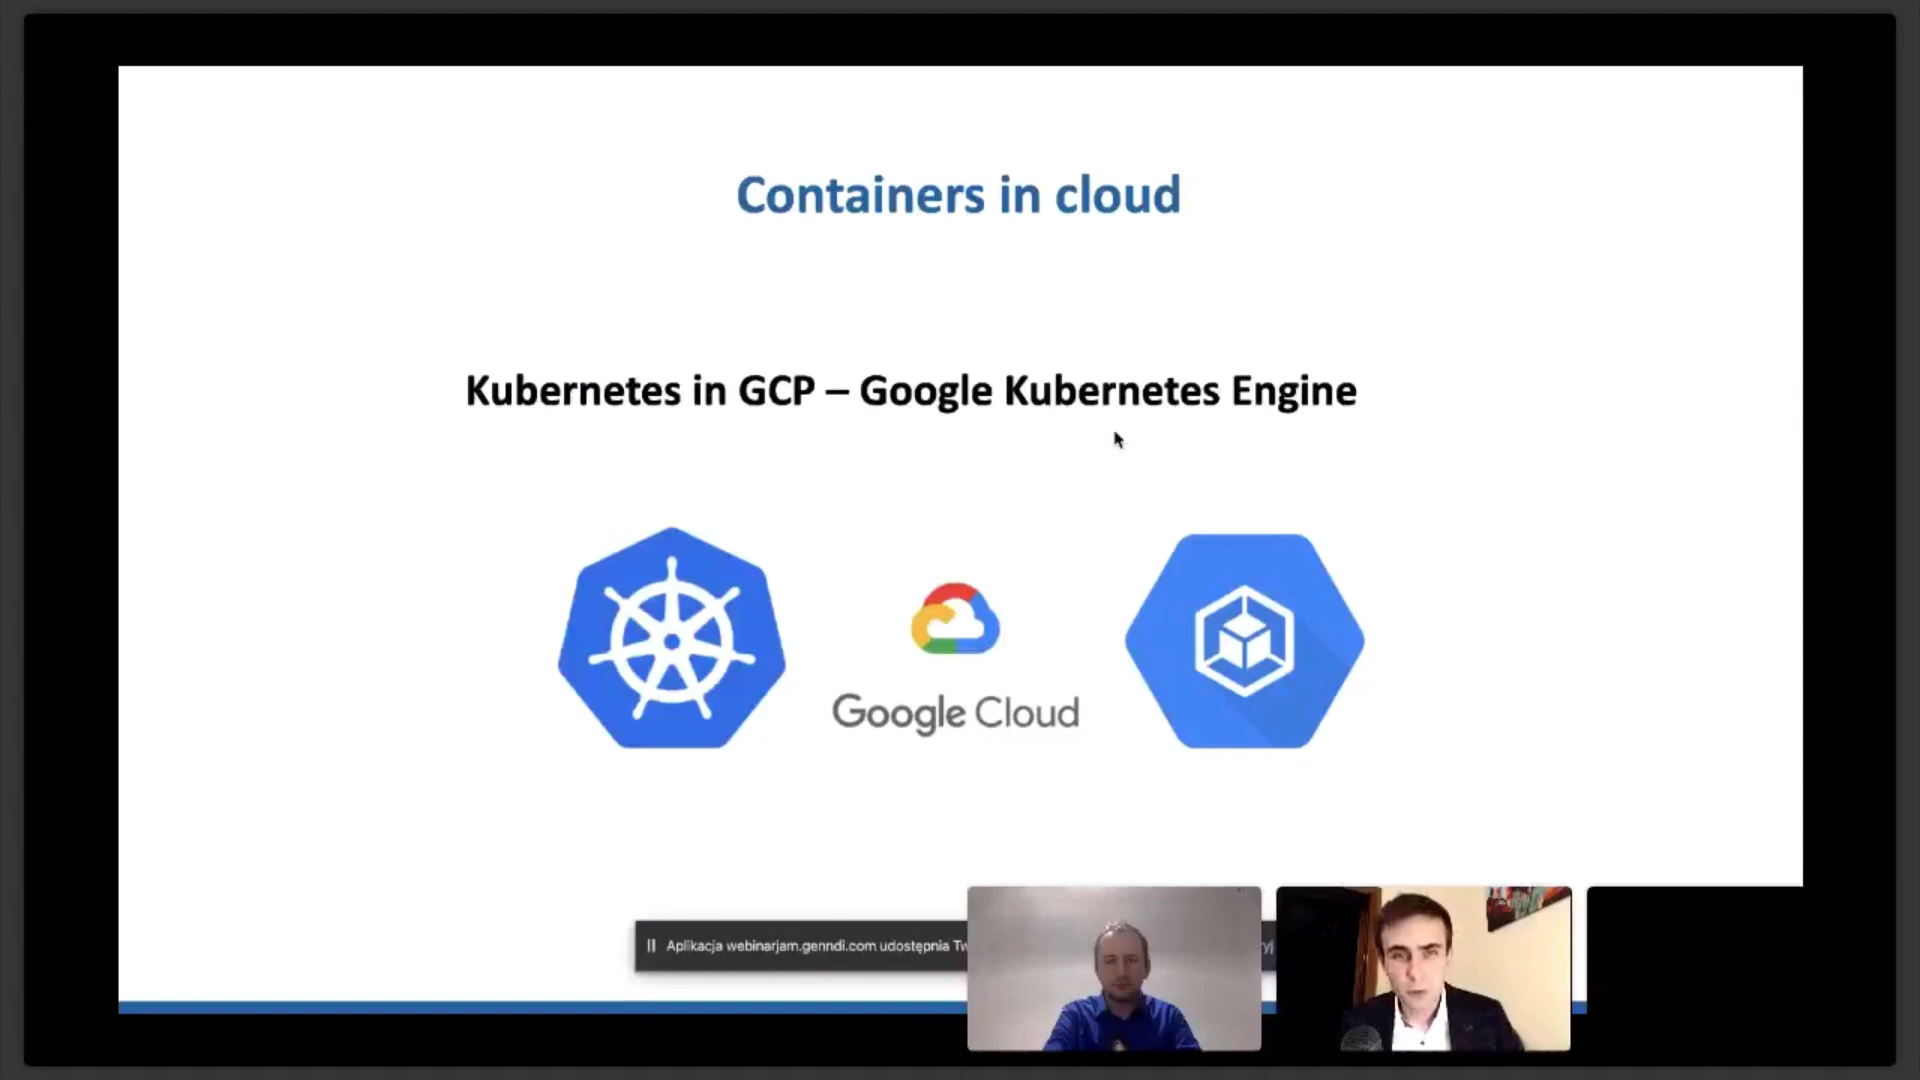 Containers in cloud
Kubernetes in GCP – Google Kubernetes Engine
Google Cloud
Aplikacja webinarjam.genndi.com udostępnia